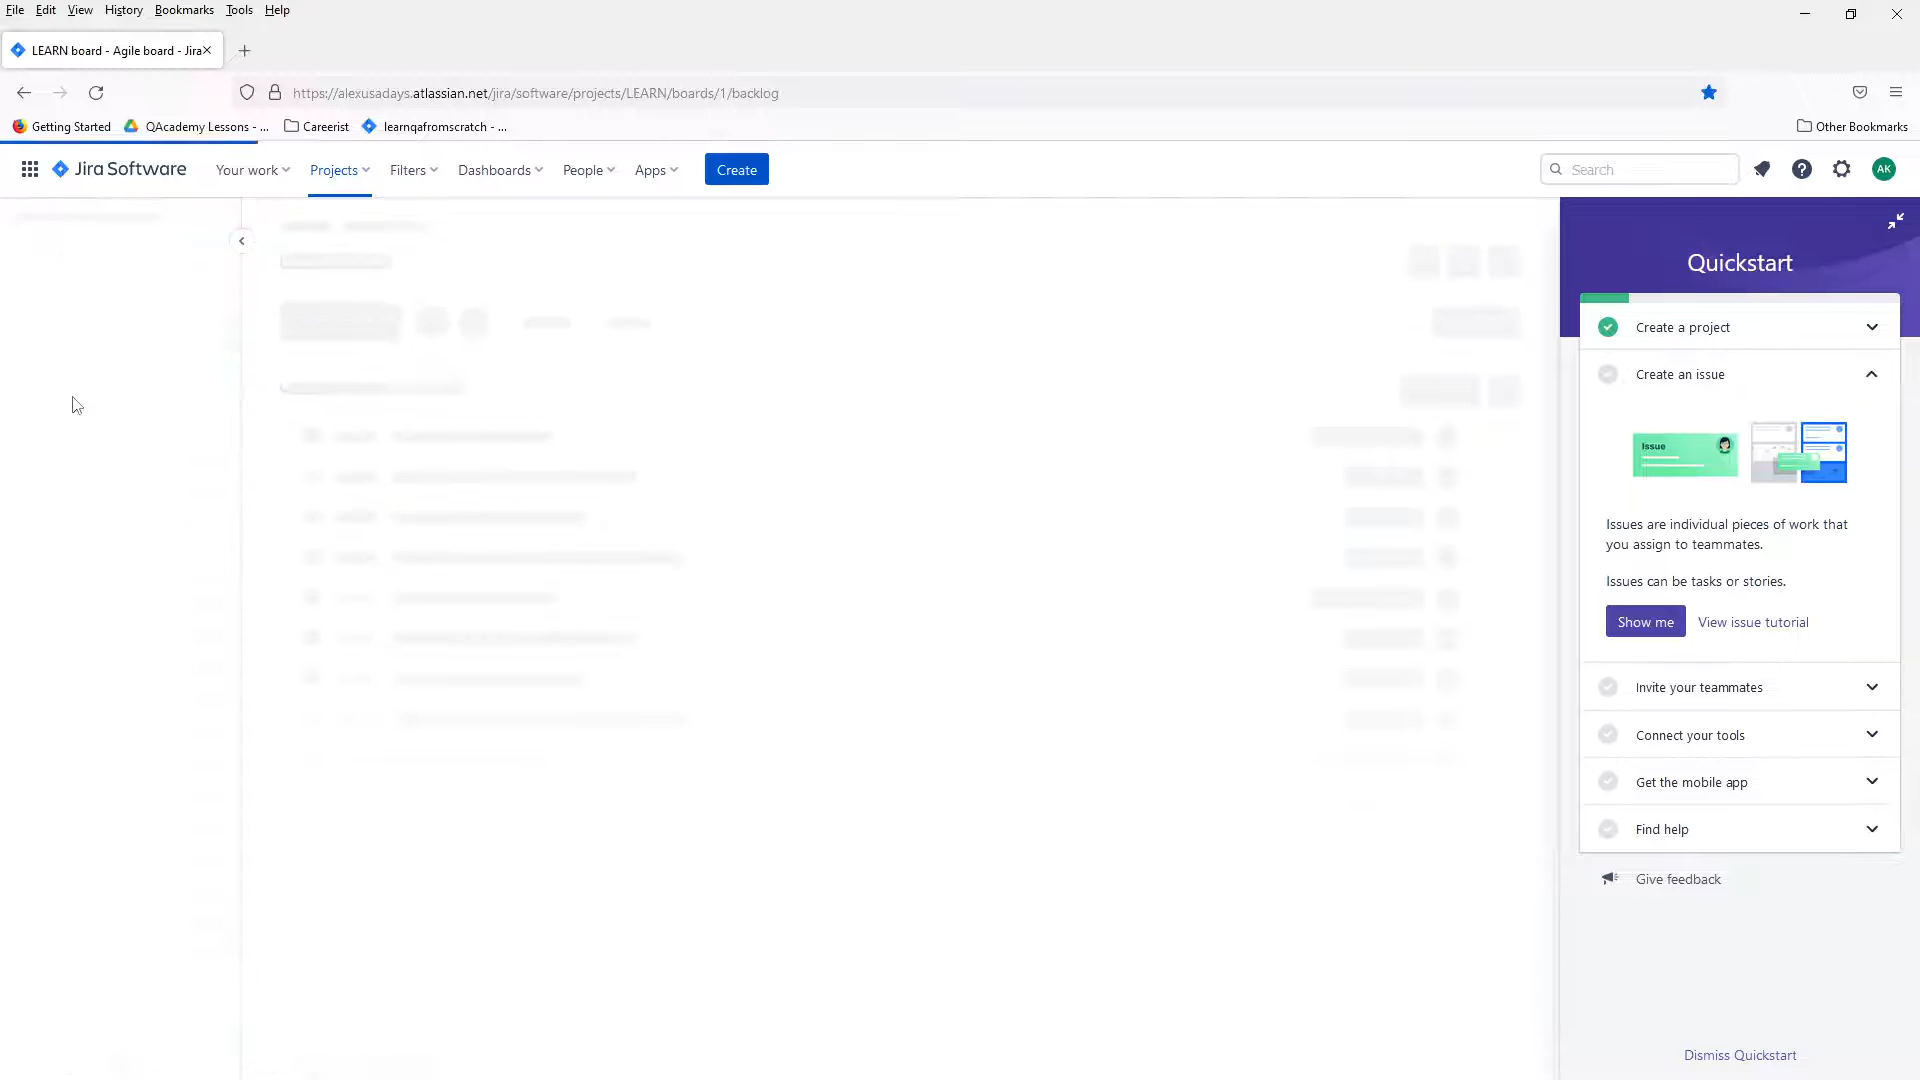 File Edit View History Bookmarks Tools Help
LEARN board - Agile board - Jira
https://alexusadays.atlassian.net/jira/software/projects/LEARN/boards/1/backlog
Getting Started QAcademy Lessons - ... Careerist learnqafromscratch - ... Other Bookmarks
Jira Software Your work Projects Filters Dashboards People Apps Create Search AK
Quickstart
Create a project
Create an issue
Issue
Issues are individual pieces of work that
you assign to teammates.
Issues can be tasks or stories.
Show me View issue tutorial
Invite your teammates
Connect your tools
Get the mobile app
Find help
Give feedback
Dismiss Quickstart